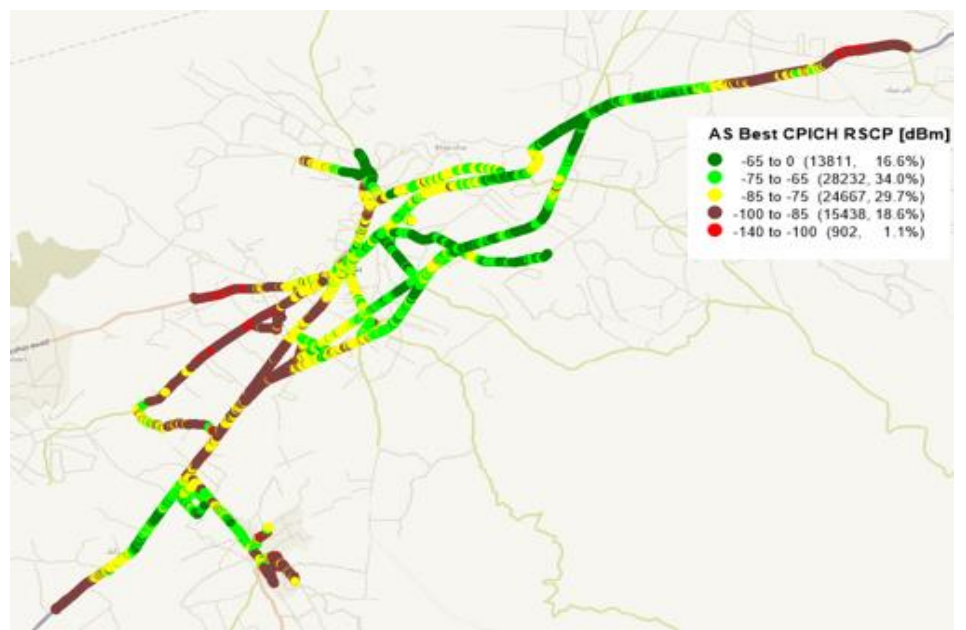 AS Best CPICH RSCP [dBm]
-65 to 0 (13811, 16.6%)
-75 to -65 (28232, 34.0%)
-85 to -75 (24667, 29.7%)
-100 to -85 (15438, 18.6%)
-140 to -100 (902, 1.1%)